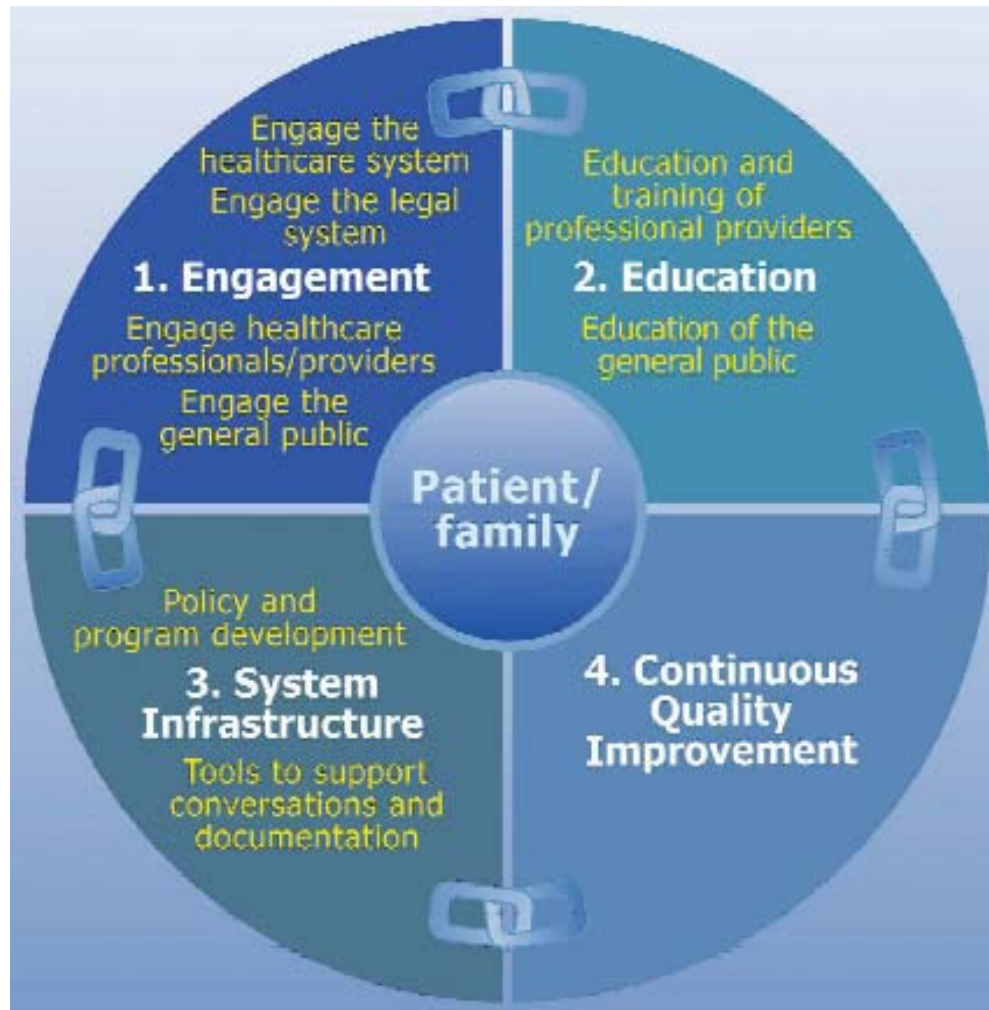 Engage the
healthcare system
Engage the legal
system
1. Engagement
Engage healthcare
professionals/providers
Engage the
general public
Education and
training of
professional providers
2. Education
Education of the
general public
Patient/
family
Policy and
program development
3. System
Infrastructure
Tools to support
conversations and
documentation
4. Continuous
Quality
Improvement